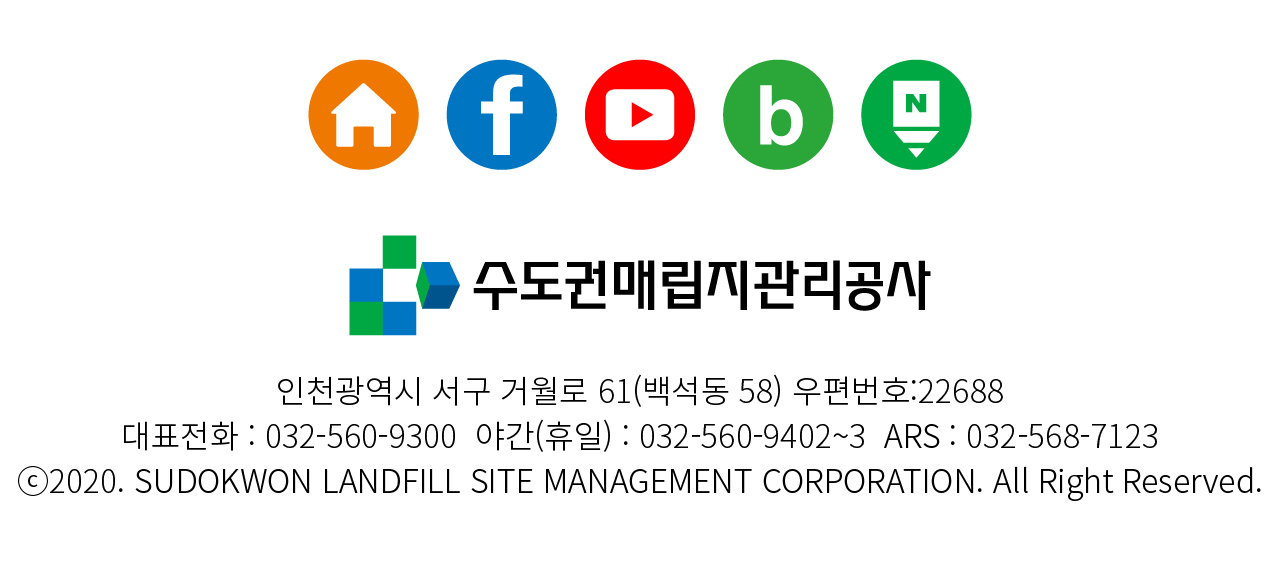 f b N
수도권매립지관리공사
인천광역시 서구 거월로 61(백석동 58) 우편번호:22688
대표전화 : 032-560-9300 야간(휴일) : 032-560-9402~3 ARS : 032-568-7123
ⓒ2020. SUDOKWON LANDFILL SITE MANAGEMENT CORPORATION. All Right Reserved.